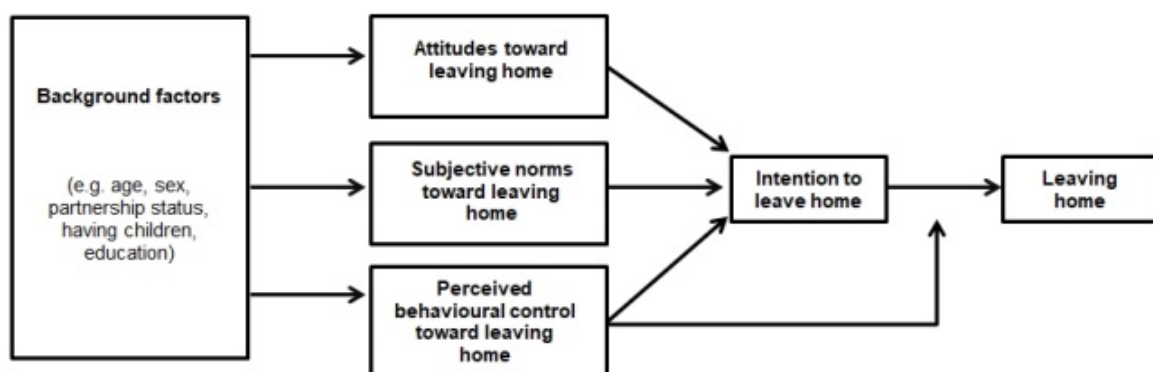 Background factors
(e.g. age, sex,
partnership status,
having children,
education)
Attitudes toward
leaving home
Subjective norms
toward leaving
home
Perceived
behavioural control
toward leaving
home
Intention to
leave home
Leaving
home